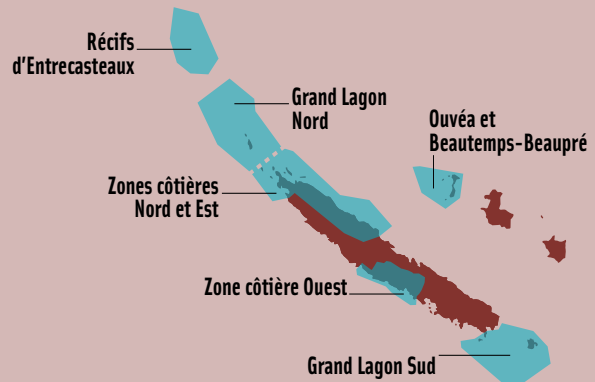 Récifs
d'Entrecasteaux
Grand Lagon
Nord
Ouvéa et
Beautemps-Beaupré
Zones côtières
Nord et Est
Zone côtière Ouest
Grand Lagon Sud